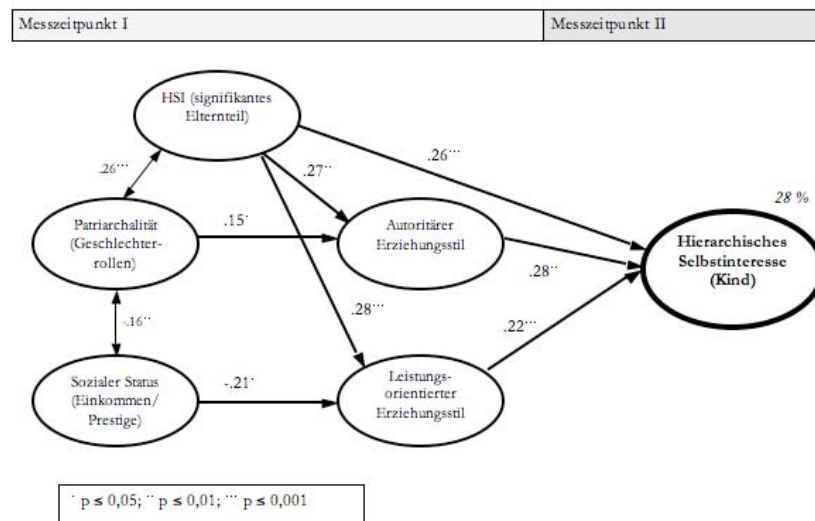 Messzeitpunkt I
Messzeitpunkt II
HSI (signifikantes
Elternteil)
.26***
.27**
.26***
28 %
Patriarchalität
(Geschlechter-
rollen)
.15*
Autoritärer
Erziehungsstil
Hierarchisches
Selbstinteresse
(Kind)
.28**
-.16**
.28***
.22***
Sozialer Status
(Einkommen/
Prestige)
-.21*
Leistungs-
orientierter
Erziehungsstil
* p ≤ 0,05; ** p ≤ 0,01; *** p ≤ 0,001